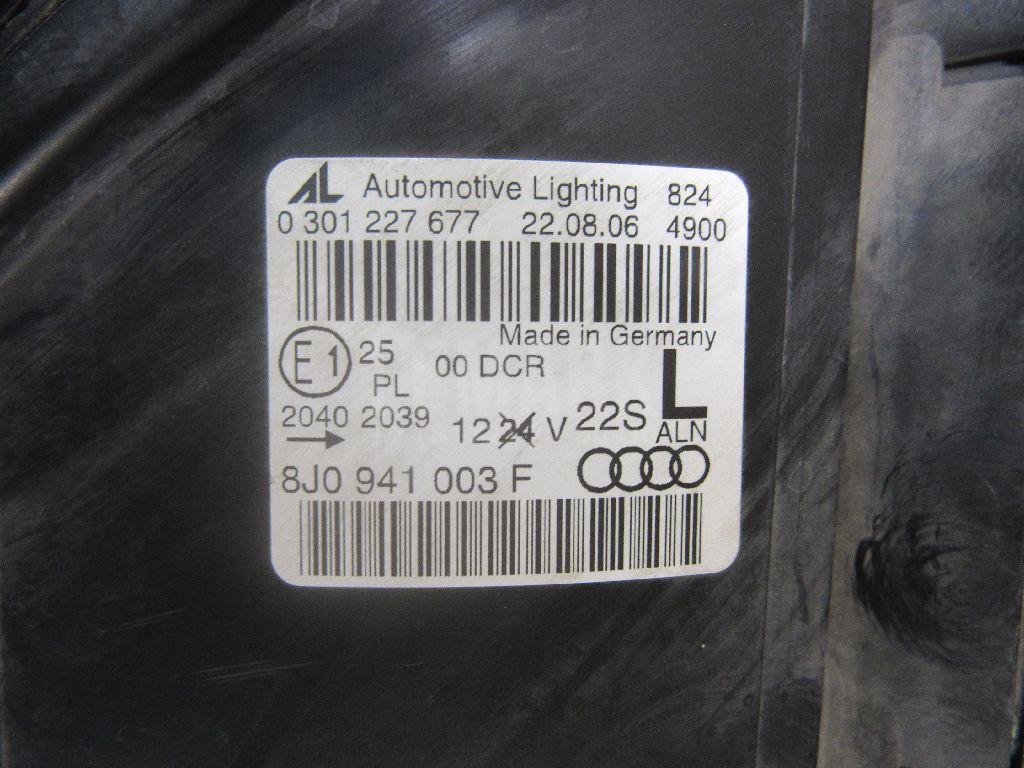 AL Automotive Lighting 824
0 301 227 677 22.08.06 4900
Made in Germany
E1 25 00 DCR L
PL
2040 2039 12 24 V 22S ALN
8J0 941 003 F